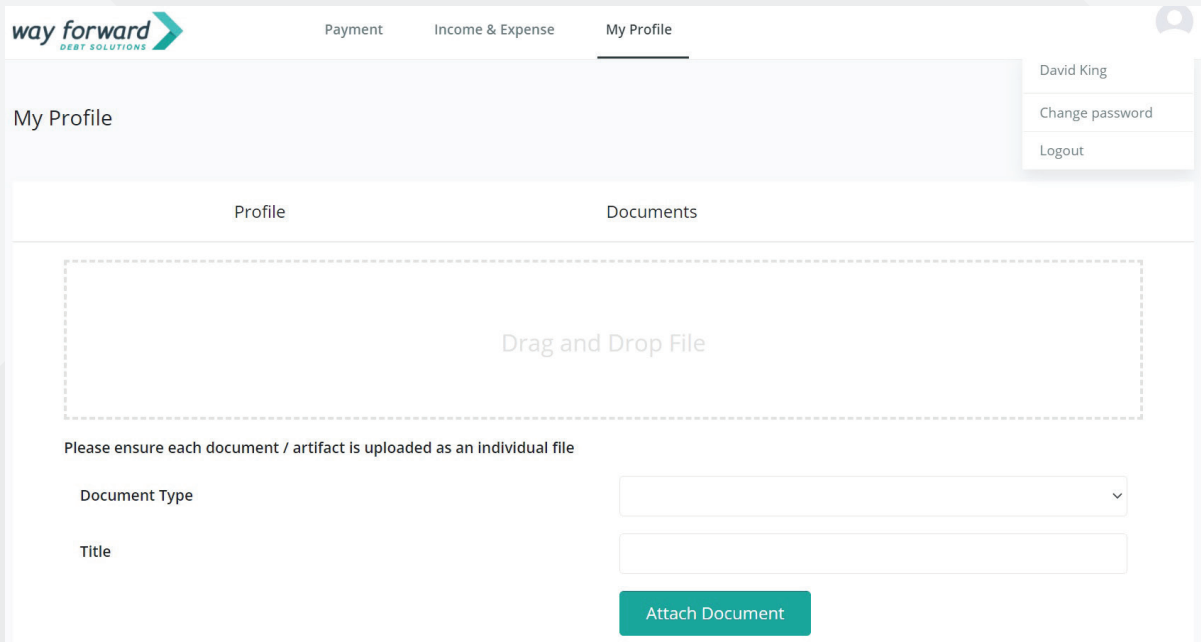 way forward
DEBT SOLUTIONS
Payment
Income & Expense
My Profile
David King
Change password
Logout
My Profile
Profile
Documents
Drag and Drop File
Please ensure each document / artifact is uploaded as an individual file
Document Type
Title
Attach Document